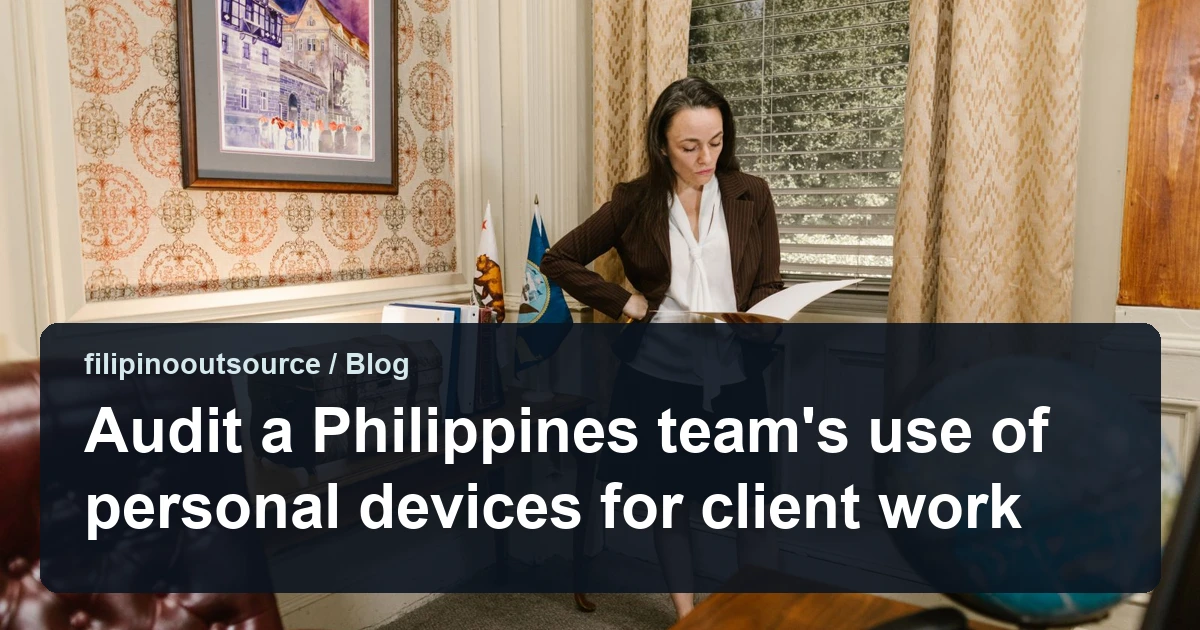 filipinooutsource / Blog
Audit a Philippines team's use of
personal devices for client work